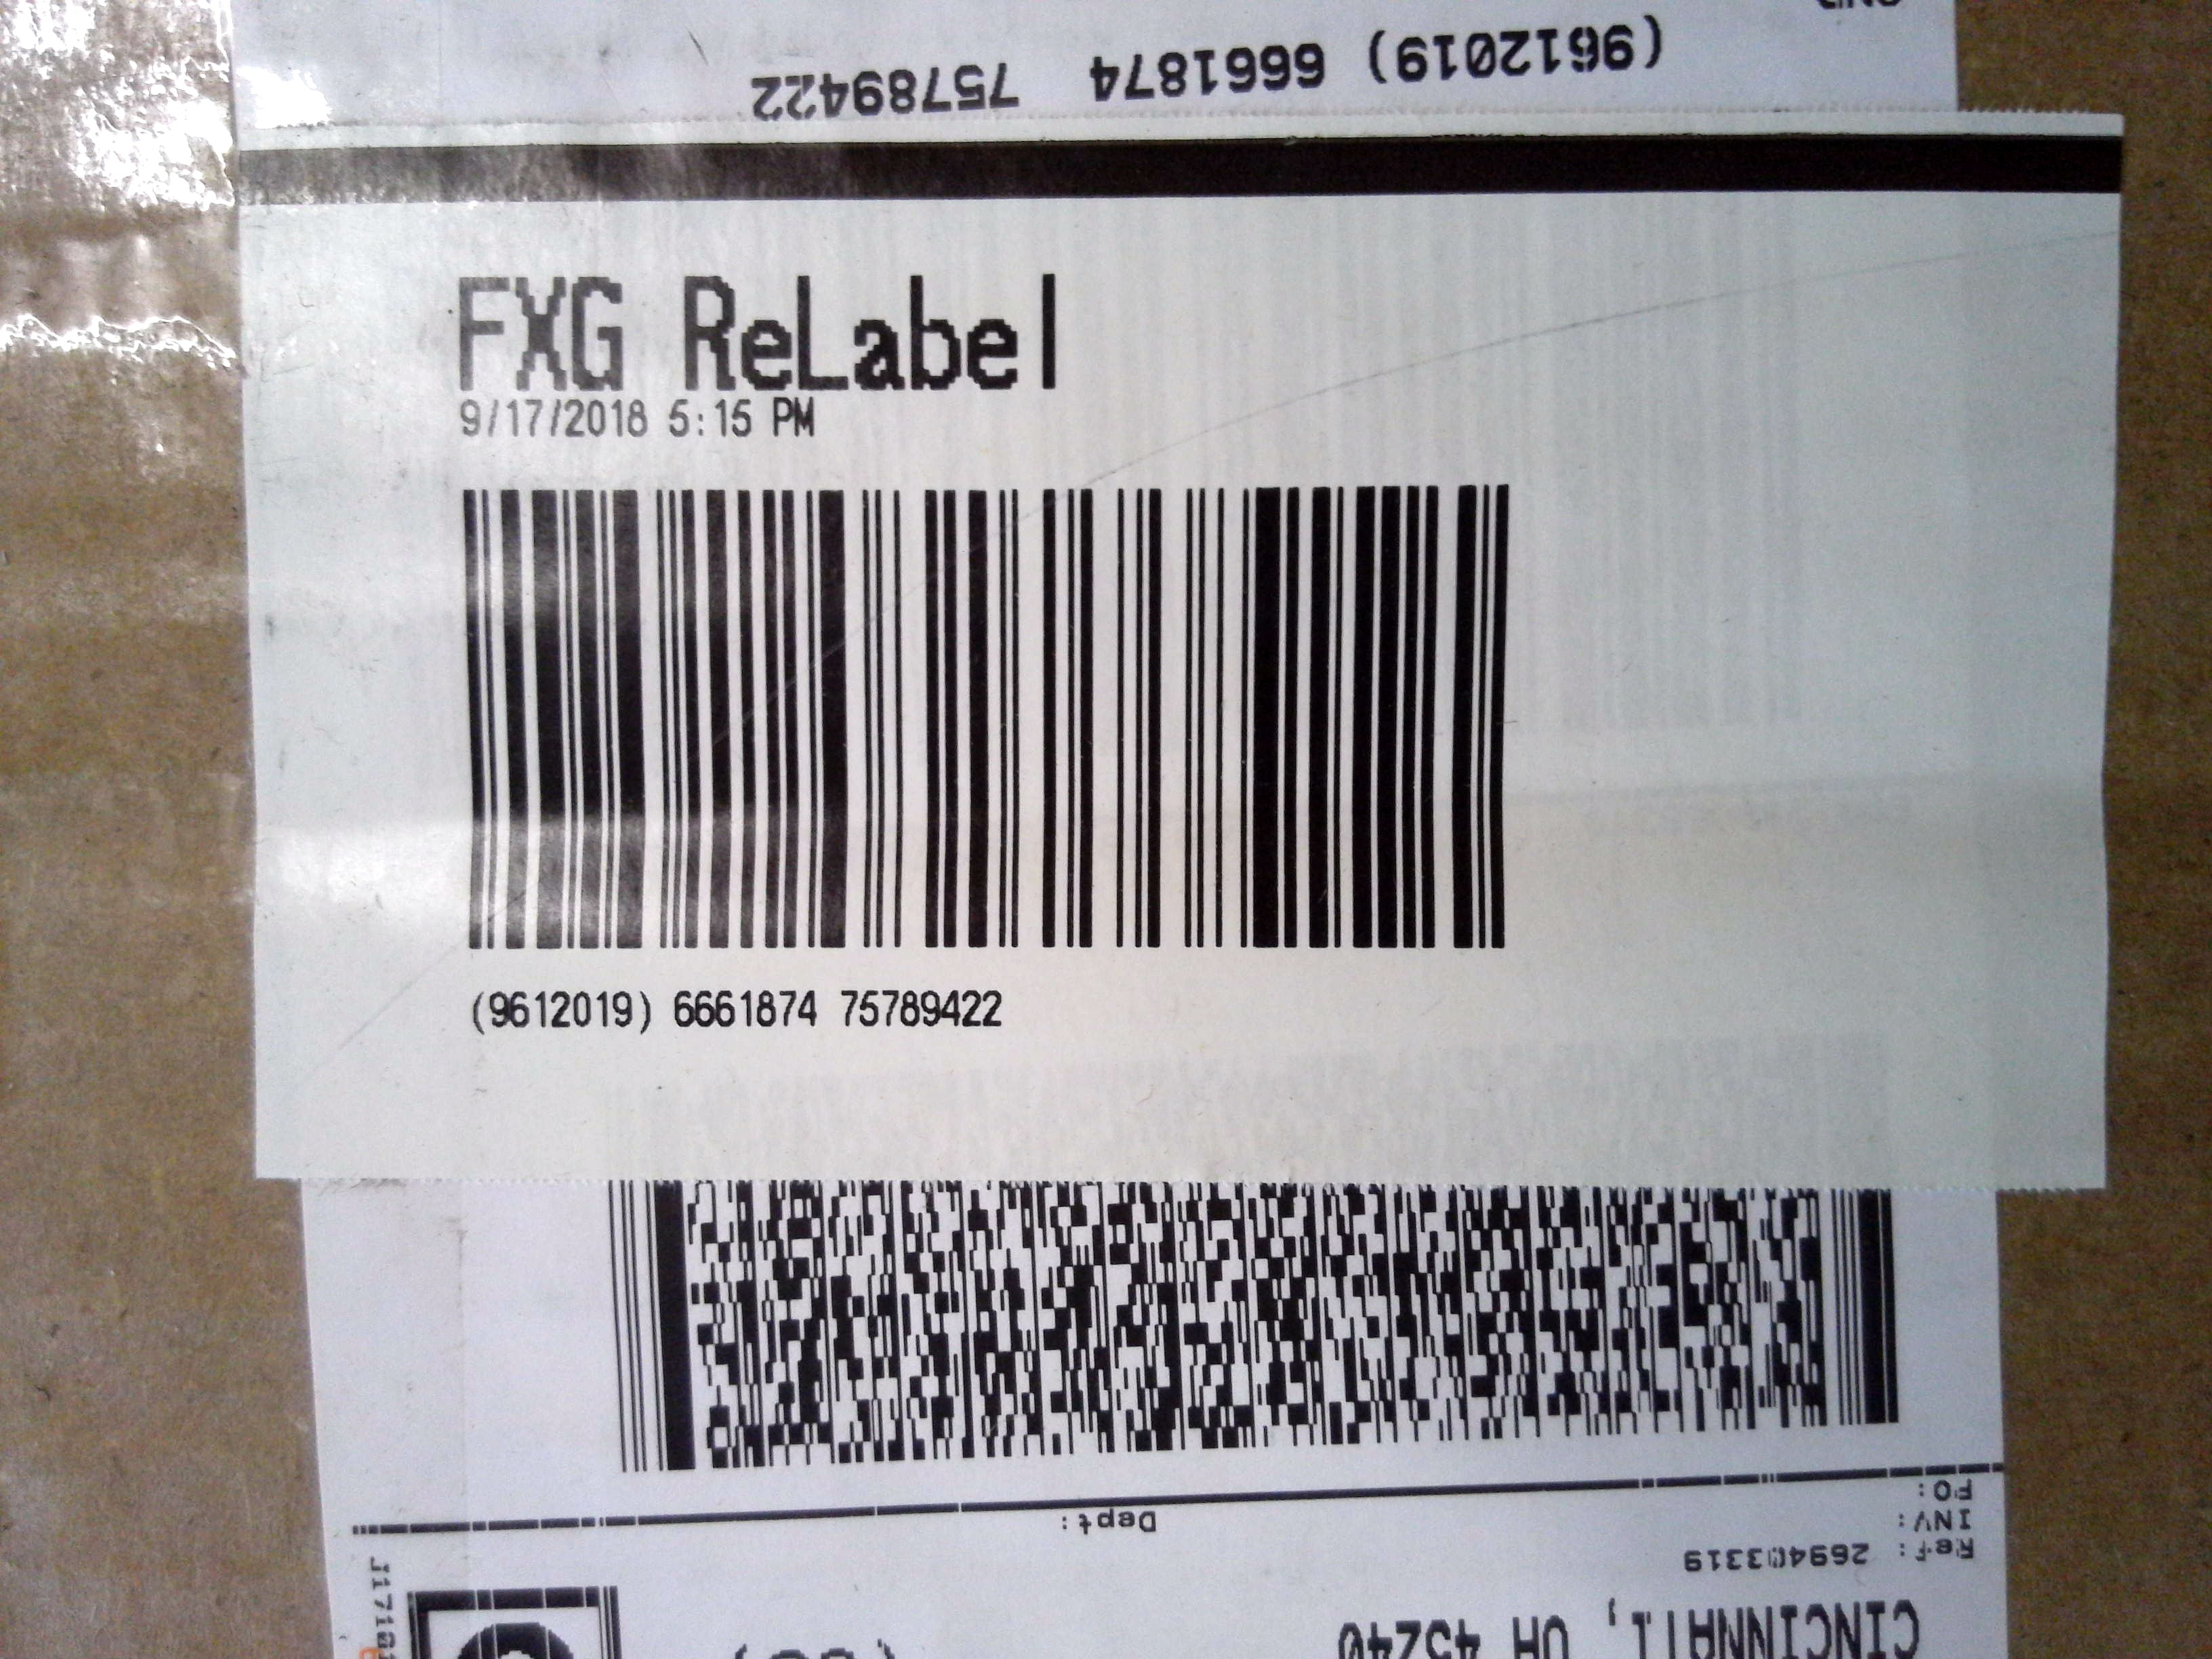 (9612019) 6661874 75789422
FXG ReLabel
9/17/2018 5:15 PM
(9612019) 6661874 75789422
Dept:
PO:
INV:
Ref: 269403319
CINCINNATI, OH 45240